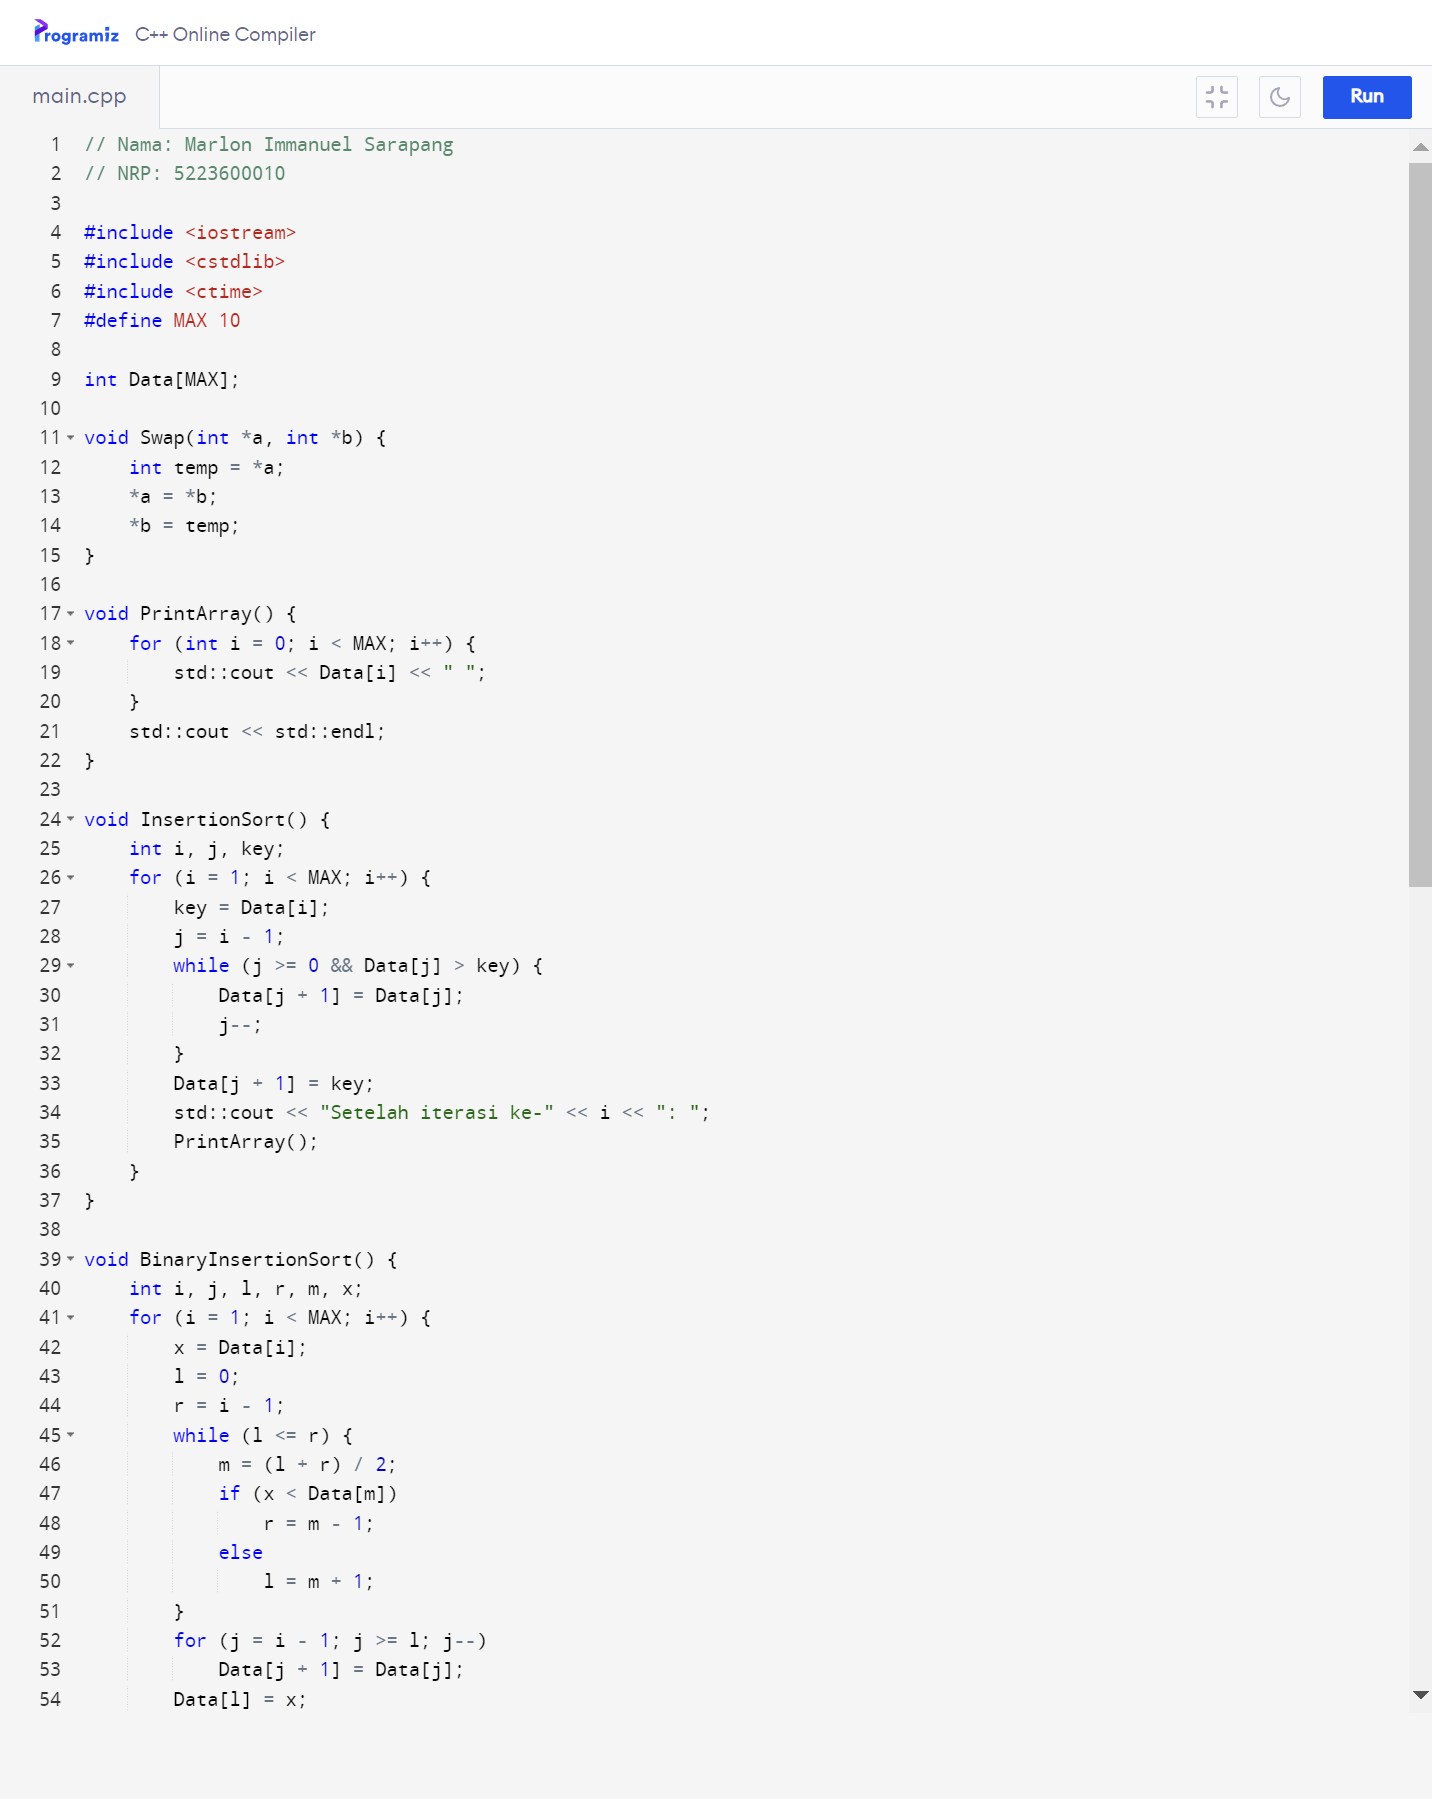 Programiz C++ Online Compiler
main.cpp Run
1 // Nama: Marlon Immanuel Sarapang
2 // NRP: 5223600010
3
4 #include <iostream>
5 #include <cstdlib>
6 #include <ctime>
7 #define MAX 10
8
9 int Data[MAX];
10
11 void Swap(int *a, int *b) {
12     int temp = *a;
13     *a = *b;
14     *b = temp;
15 }
16
17 void PrintArray() {
18     for (int i = 0; i < MAX; i++) {
19         std::cout << Data[i] << " ";
20     }
21     std::cout << std::endl;
22 }
23
24 void InsertionSort() {
25     int i, j, key;
26     for (i = 1; i < MAX; i++) {
27         key = Data[i];
28         j = i - 1;
29         while (j >= 0 && Data[j] > key) {
30             Data[j + 1] = Data[j];
31             j--;
32         }
33         Data[j + 1] = key;
34         std::cout << "Setelah iterasi ke-" << i << ": ";
35         PrintArray();
36     }
37 }
38
39 void BinaryInsertionSort() {
40     int i, j, l, r, m, x;
41     for (i = 1; i < MAX; i++) {
42         x = Data[i];
43         l = 0;
44         r = i - 1;
45         while (l <= r) {
46             m = (l + r) / 2;
47             if (x < Data[m])
48                 r = m - 1;
49             else
50                 l = m + 1;
51         }
52         for (j = i - 1; j >= l; j--)
53             Data[j + 1] = Data[j];
54         Data[l] = x;